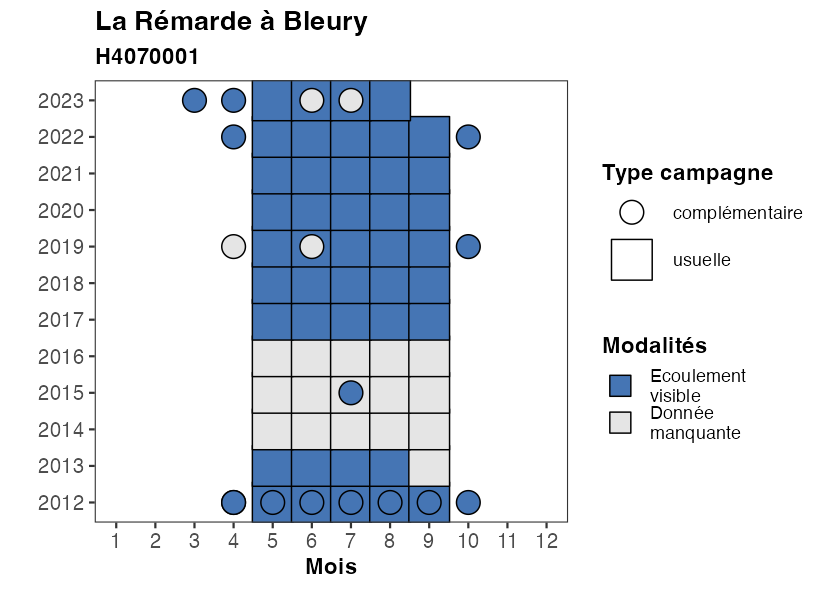 La Rémarde à Bleury
H4070001
2023
2022
2021
2020
2019
2018
2017
2016
2015
2014
2013
2012
1 2 3 4 5 6 7 8 9 10 11 12
Mois
Type campagne
complémentaire
usuelle
Modalités
Ecoulement
visible
Donnée
manquante